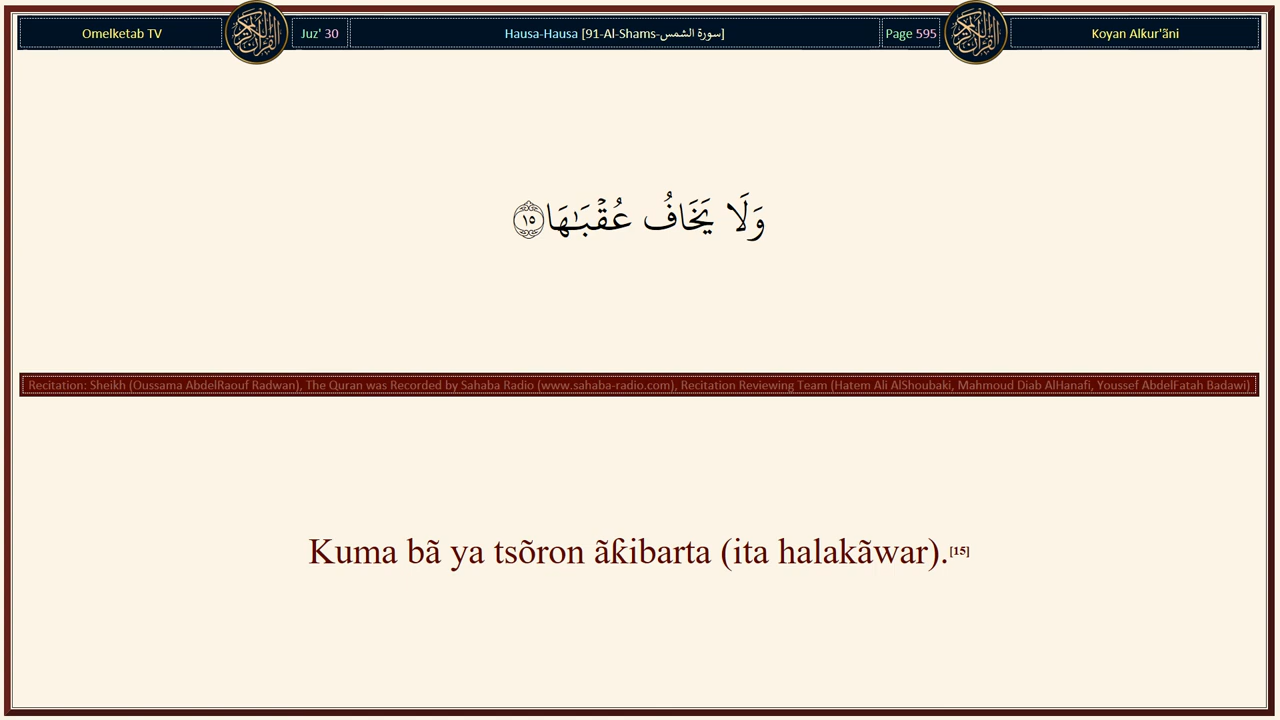 Omelketab TV Juz' 30 Hausa-Hausa [91-Al-Shams-سورة الشمس] Page 595 Koyan Alƙur'ãni
وَلَا يَخَافُ عُقْبَـٰهَا ١٥
Recitation: Sheikh (Oussama AbdelRaouf Radwan), The Quran was Recorded by Sahaba Radio (www.sahaba-radio.com), Recitation Reviewing Team (Hatem Ali AlShoubaki, Mahmoud Diab AlHanafi, Youssef AbdelFatah Badawi)
Kuma bã ya tsõron ãƙibarta (ita halakãwar).[15]